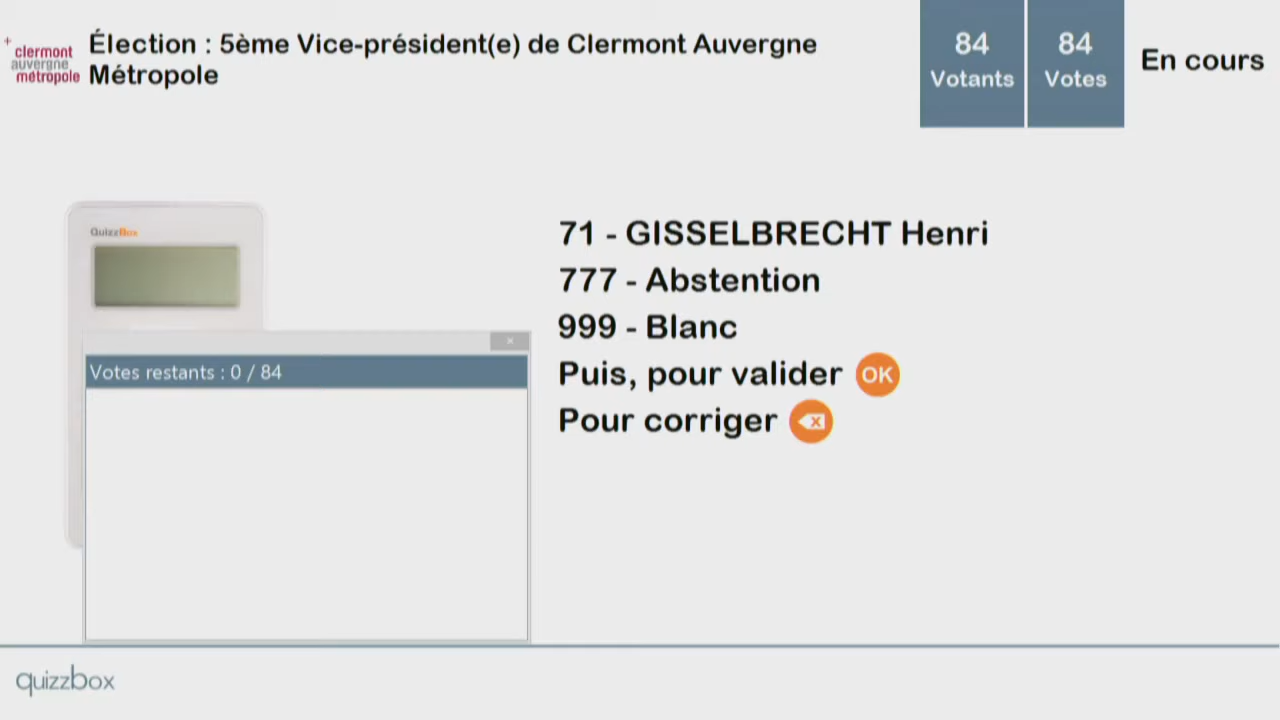 clermont
auvergne
métropole
Élection : 5ème Vice-président(e) de Clermont Auvergne
Métropole
84
Votants
84
Votes
En cours
QuizzBox
71 - GISSELBRECHT Henri
777 - Abstention
999 - Blanc
Puis, pour valider OK
Pour corriger
Votes restants : 0 / 84
quizzbox